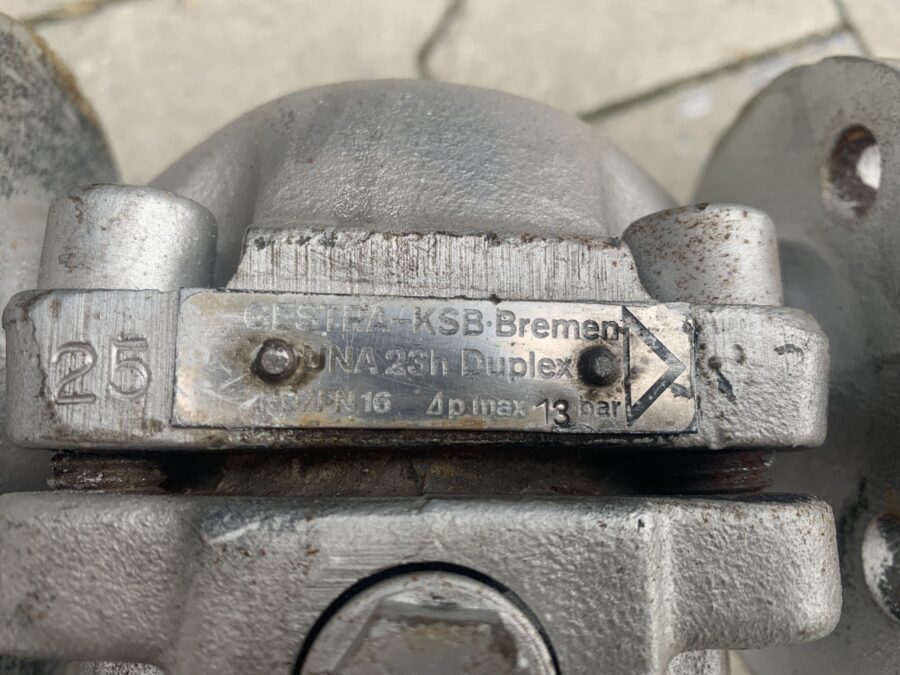 GESTRA-KSB·Bremen
25
UNA 23h Duplex
PN 16 Δp max 13 bar